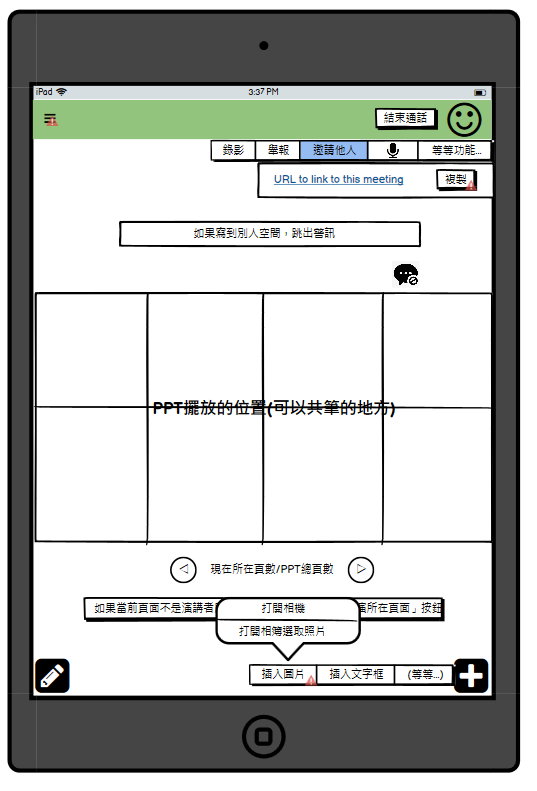 iPad 3:37 PM
結束通話
錄影 舉報 邀請他人 等等功能...
URL to link to this meeting 複製
如果寫到別人空間，跳出警訊
PPT擺放的位置(可以共筆的地方)
現在所在頁數/PPT總頁數
打開相機
如果當前頁面不是演講者 所在頁面」按鈕
打開相簿選取照片
插入圖片 插入文字框 (等等...)